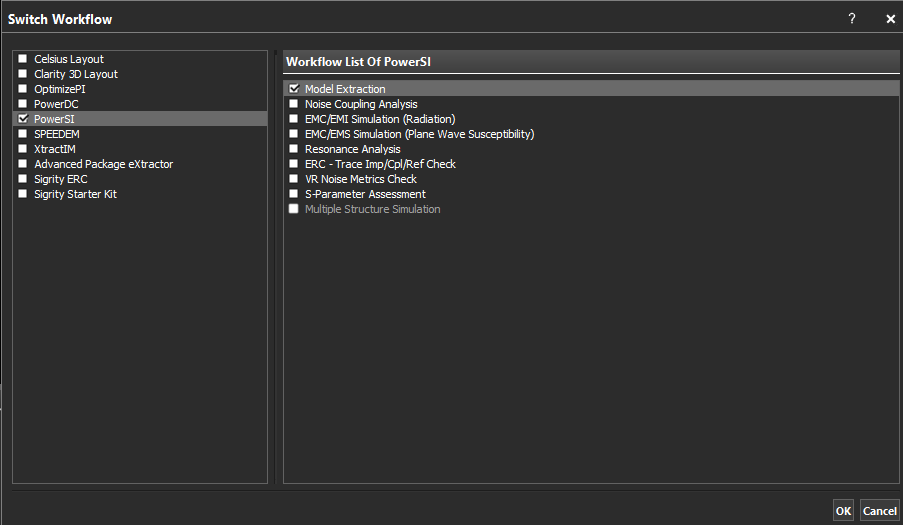 Switch Workflow
?
Celsius Layout
Clarity 3D Layout
OptimizePI
PowerDC
PowerSI
SPEEDEM
XtractIM
Advanced Package eXtractor
Sigrity ERC
Sigrity Starter Kit
Workflow List Of PowerSI
Model Extraction
Noise Coupling Analysis
EMC/EMI Simulation (Radiation)
EMC/EMS Simulation (Plane Wave Susceptibility)
Resonance Analysis
ERC - Trace Imp/Cpl/Ref Check
VR Noise Metrics Check
S-Parameter Assessment
Multiple Structure Simulation
OK Cancel